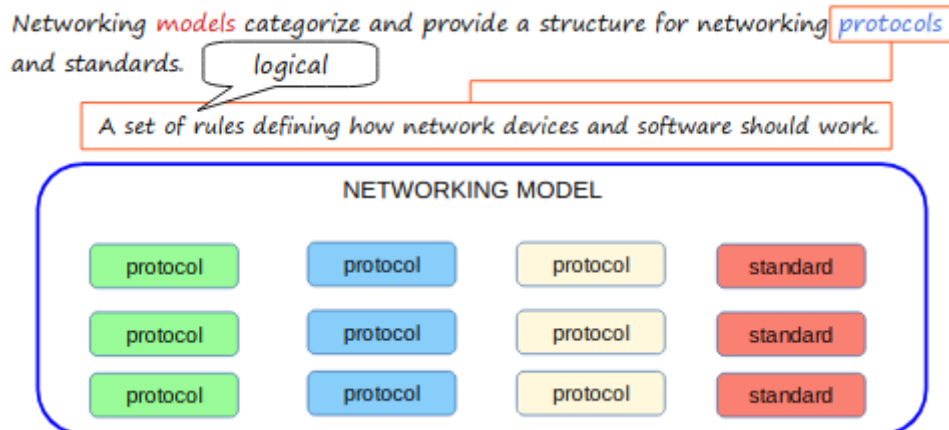 Networking models categorize and provide a structure for networking protocols
and standards.
logical
A set of rules defining how network devices and software should work.
NETWORKING MODEL
protocol protocol protocol standard
protocol protocol protocol standard
protocol protocol protocol standard